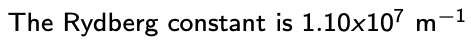 The Rydberg constant is 1.10x10⁷ m⁻¹